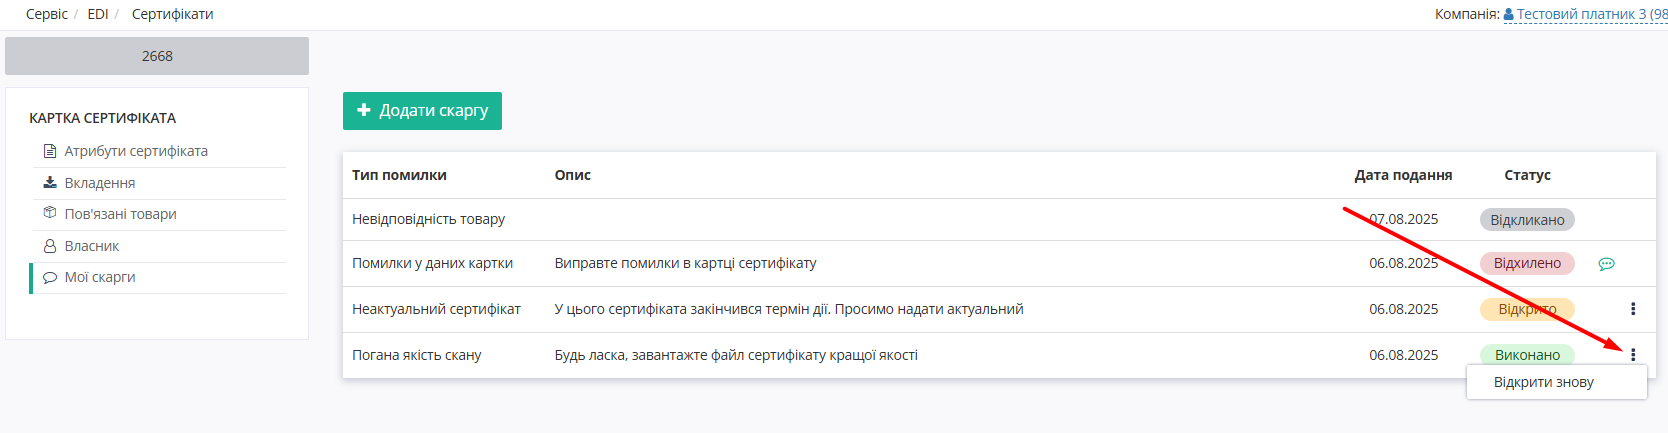 Сервіс / EDI / Сертифікати
Компанія: Тестовий платник 3 (98
2668
КАРТКА СЕРТИФІКАТА
Атрибути сертифіката
Вкладення
Пов'язані товари
Власник
Мої скарги
Додати скаргу
Тип помилки Опис Дата подання Статус
Невідповідність товару 07.08.2025 Відкликано
Помилки у даних картки Виправте помилки в картці сертифікату 06.08.2025 Відхилено
Неактуальний сертифікат У цього сертифіката закінчився термін дії. Просимо надати актуальний 06.08.2025 Відкрито
Погана якість скану Будь ласка, завантажте файл сертифікату кращої якості 06.08.2025 Виконано
Відкрити знову